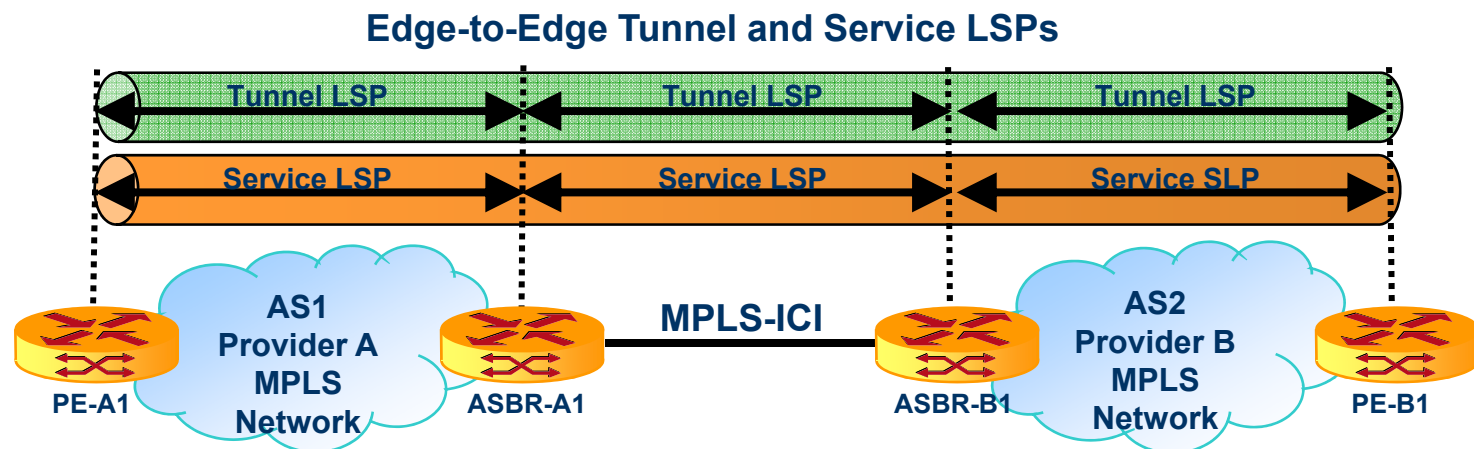 Edge-to-Edge Tunnel and Service LSPs
Tunnel LSP
Tunnel LSP
Tunnel LSP
Service LSP
Service LSP
Service SLP
AS1
Provider A
MPLS
Network
MPLS-ICI
AS2
Provider B
MPLS
Network
PE-A1
ASBR-A1
ASBR-B1
PE-B1